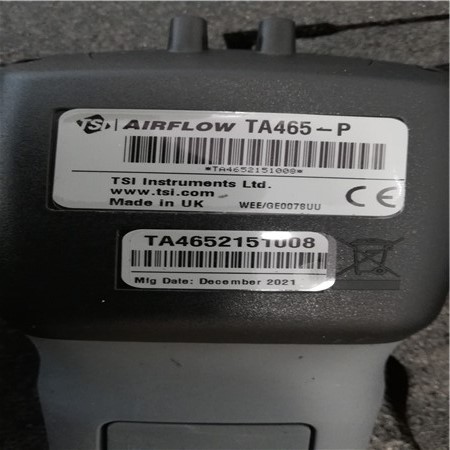 TSI AIRFLOW TA465-P
*TA4652151008*
TSI Instruments Ltd.
www.tsi.com
Made in UK WEE/GE0078UU CE
TA4652151008
Mfg Date: December 2021